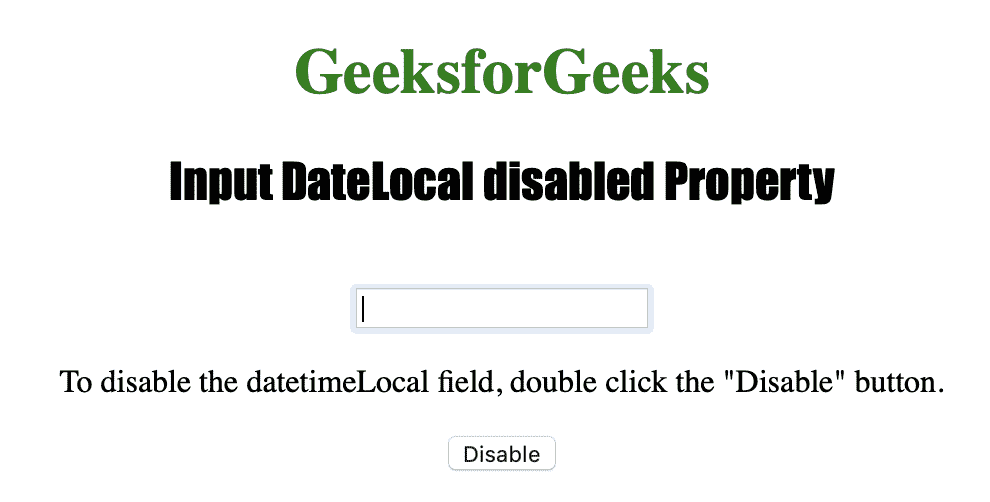 GeeksforGeeks
Input DateLocal disabled Property
To disable the datetimeLocal field, double click the "Disable" button.
Disable